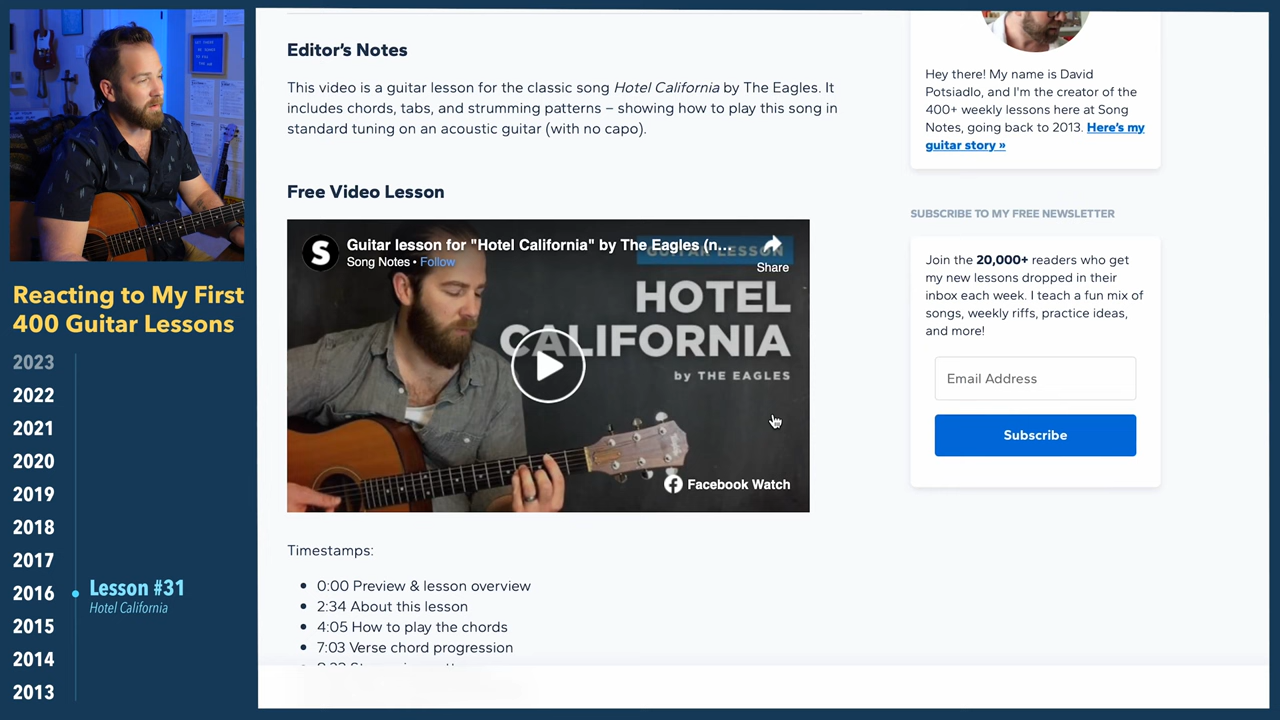 Reacting to My First
400 Guitar Lessons
2023
2022
2021
2020
2019
2018
2017
2016
Lesson #31
Hotel California
2015
2014
2013
Editor's Notes
This video is a guitar lesson for the classic song Hotel California by The Eagles. It
includes chords, tabs, and strumming patterns – showing how to play this song in
standard tuning on an acoustic guitar (with no capo).
Free Video Lesson
S
Guitar lesson for "Hotel California" by The Eagles (n...
Song Notes • Follow
Share
GUITAR LESSON
HOTEL
CALIFORNIA
by THE EAGLES
Facebook Watch
Timestamps:
• 0:00 Preview & lesson overview
• 2:34 About this lesson
• 4:05 How to play the chords
• 7:03 Verse chord progression
Hey there! My name is David
Potsiadlo, and I'm the creator of the
400+ weekly lessons here at Song
Notes, going back to 2013. Here's my
guitar story »
SUBSCRIBE TO MY FREE NEWSLETTER
Join the 20,000+ readers who get
my new lessons dropped in their
inbox each week. I teach a fun mix of
songs, weekly riffs, practice ideas,
and more!
Email Address
Subscribe